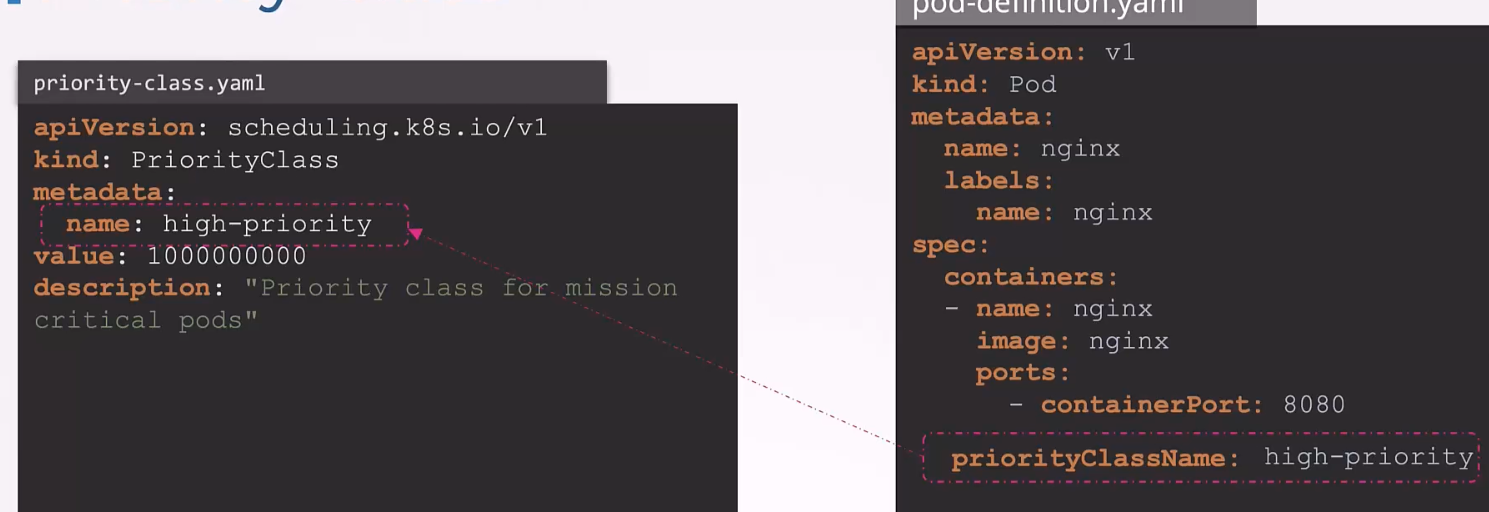 priority-class.yaml
apiVersion: scheduling.k8s.io/v1
kind: PriorityClass
metadata:
  name: high-priority
value: 1000000000
description: "Priority class for mission
critical pods"
pod-definition.yaml
apiVersion: v1
kind: Pod
metadata:
  name: nginx
  labels:
    name: nginx
spec:
  containers:
  - name: nginx
    image: nginx
    ports:
      - containerPort: 8080
  priorityClassName: high-priority